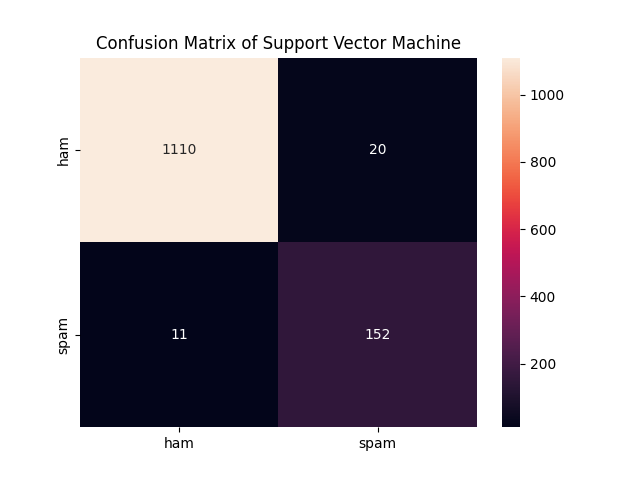 Confusion Matrix of Support Vector Machine
ham
1110
20
spam
11
152
ham
spam
1000
800
600
400
200